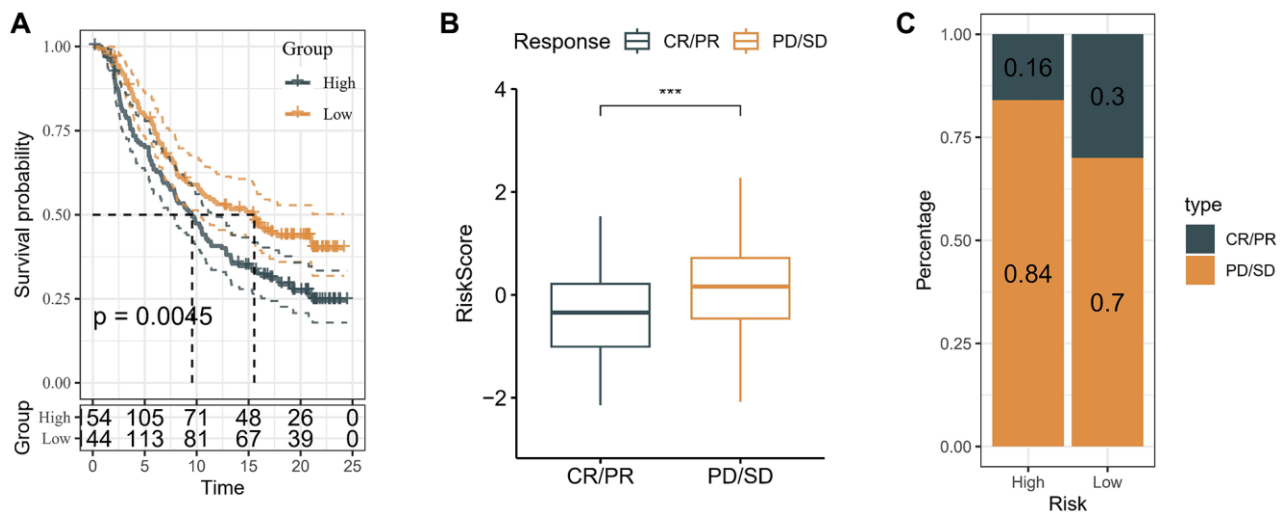 A
Survival probability
1.00
0.75
0.50
0.25
0.00
Group
High
Low
p = 0.0045
Group
High 154 105 71 48 26 0
Low 144 113 81 67 39 0
0 5 10 15 20 25
Time
B
Response CR/PR PD/SD
RiskScore
4
2
0
−2
***
CR/PR PD/SD
C
Percentage
1.00
0.75
0.50
0.25
0.00
0.16
0.3
0.84
0.7
High Low
Risk
type
CR/PR
PD/SD